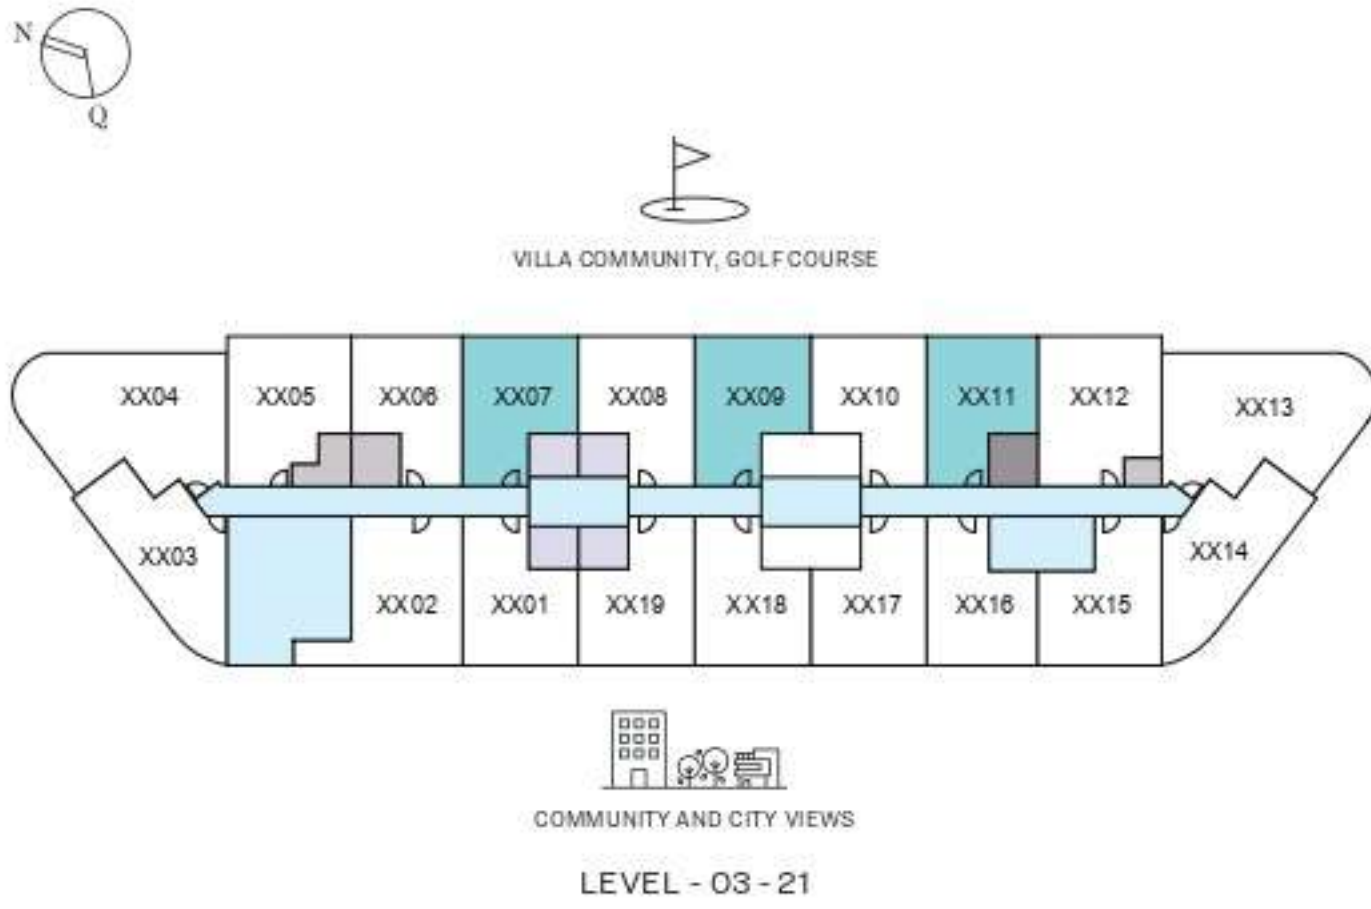 N
Q
VILLA COMMUNITY, GOLF COURSE
XX04 XX05 XX06 XX07 XX08 XX09 XX10 XX11 XX12 XX13
XX03 XX14
XX02 XX01 XX19 XX18 XX17 XX16 XX15
COMMUNITY AND CITY VIEWS
LEVEL - 03 - 21